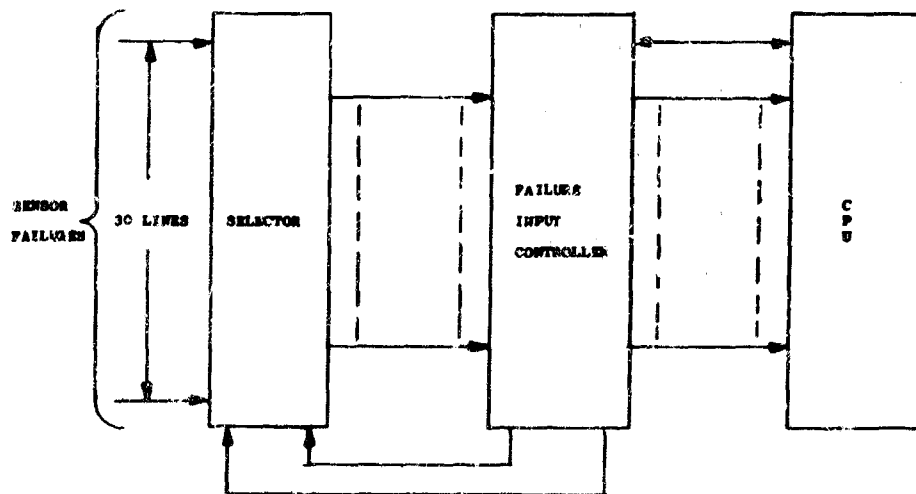 SENSOR
FAILURES
30 LINES
SELECTOR
FAILURE
INPUT
CONTROLLER
C
P
U